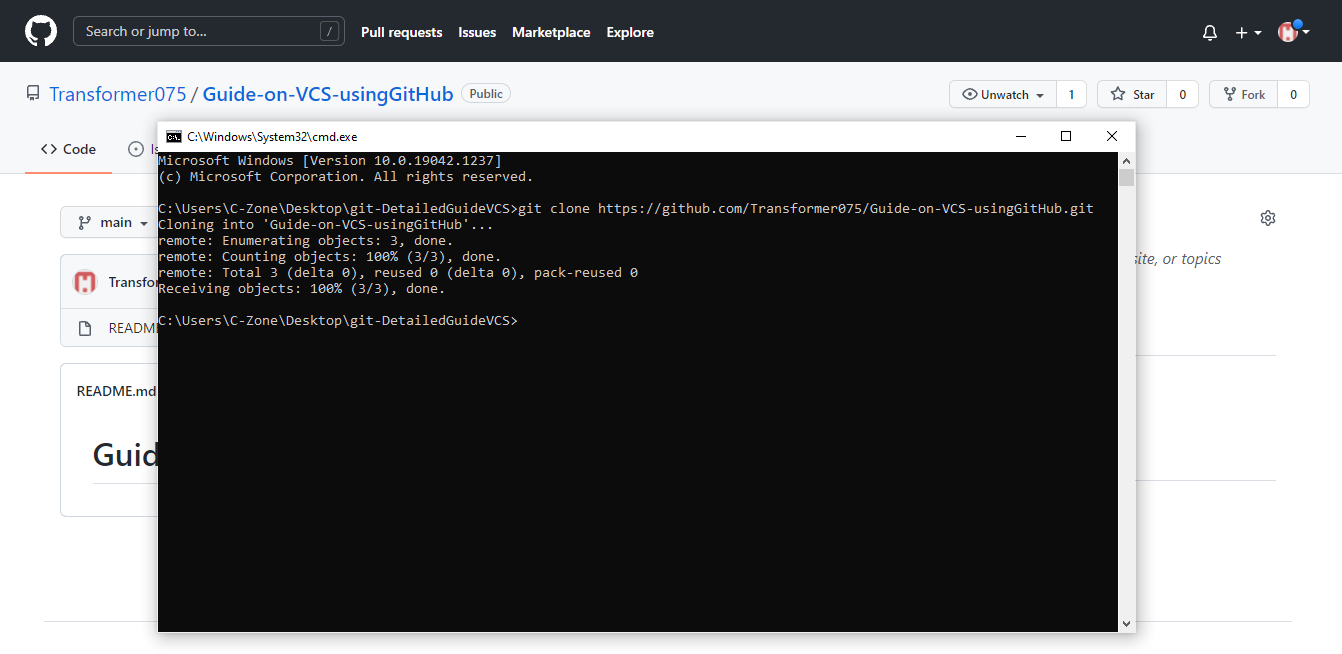 Search or jump to...
/
Pull requests
Issues
Marketplace
Explore
Transformer075 / Guide-on-VCS-usingGitHub
Public
Unwatch
1
Star
0
Fork
0
Code
Is
C:\Windows\System32\cmd.exe
Microsoft Windows [Version 10.0.19042.1237]
(c) Microsoft Corporation. All rights reserved.
C:\Users\C-Zone\Desktop\git-DetailedGuideVCS>git clone https://github.com/Transformer075/Guide-on-VCS-usingGitHub.git
Cloning into 'Guide-on-VCS-usingGitHub'...
remote: Enumerating objects: 3, done.
remote: Counting objects: 100% (3/3), done.
remote: Total 3 (delta 0), reused 0 (delta 0), pack-reused 0
Receiving objects: 100% (3/3), done.
C:\Users\C-Zone\Desktop\git-DetailedGuideVCS>
main
Transfo
READM
README.md
Guid
site, or topics